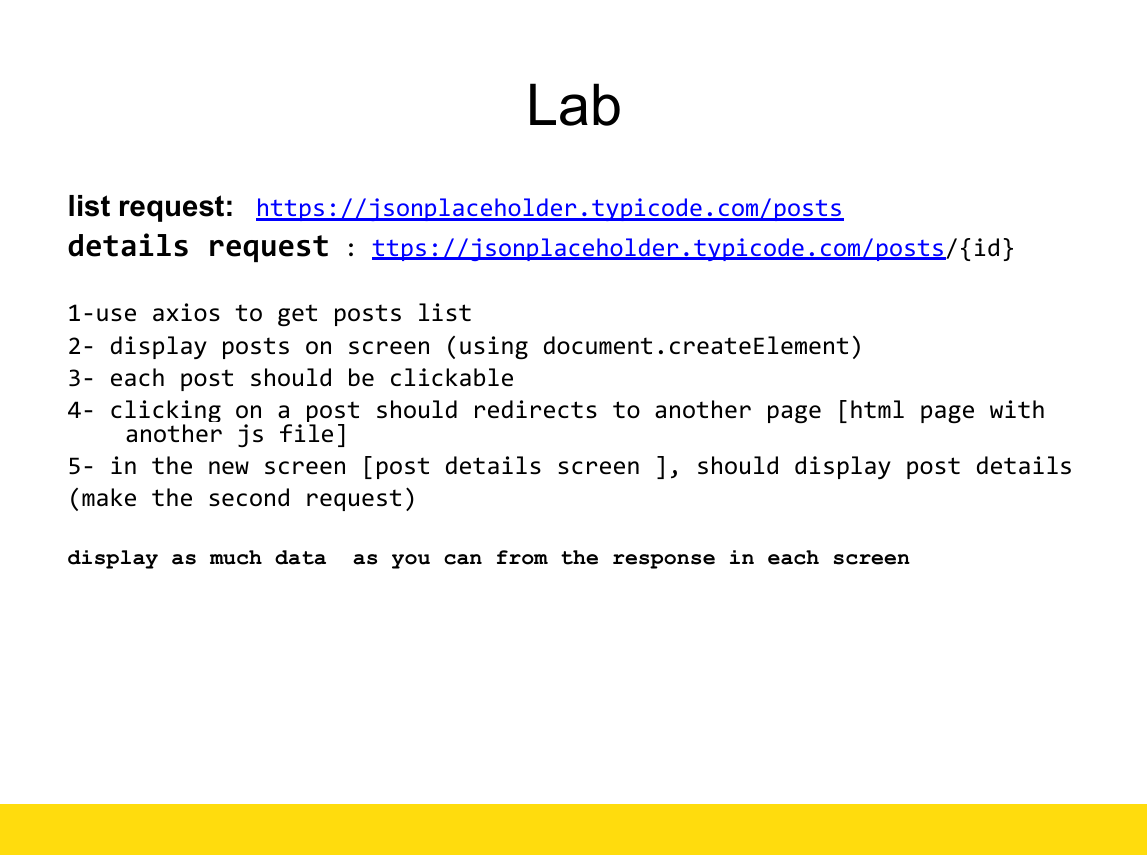 Lab
list request: https://jsonplaceholder.typicode.com/posts
details request : ttps://jsonplaceholder.typicode.com/posts/{id}
1-use axios to get posts list
2- display posts on screen (using document.createElement)
3- each post should be clickable
4- clicking on a post should redirects to another page [html page with
another js file]
5- in the new screen [post details screen ], should display post details
(make the second request)
display as much data  as you can from the response in each screen